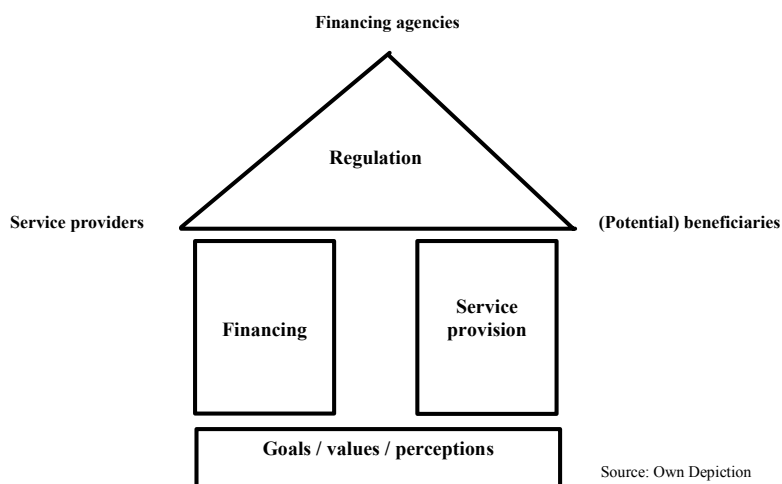 Financing agencies
Regulation
Service providers
(Potential) beneficiaries
Financing
Service
provision
Goals / values / perceptions
Source: Own Depiction